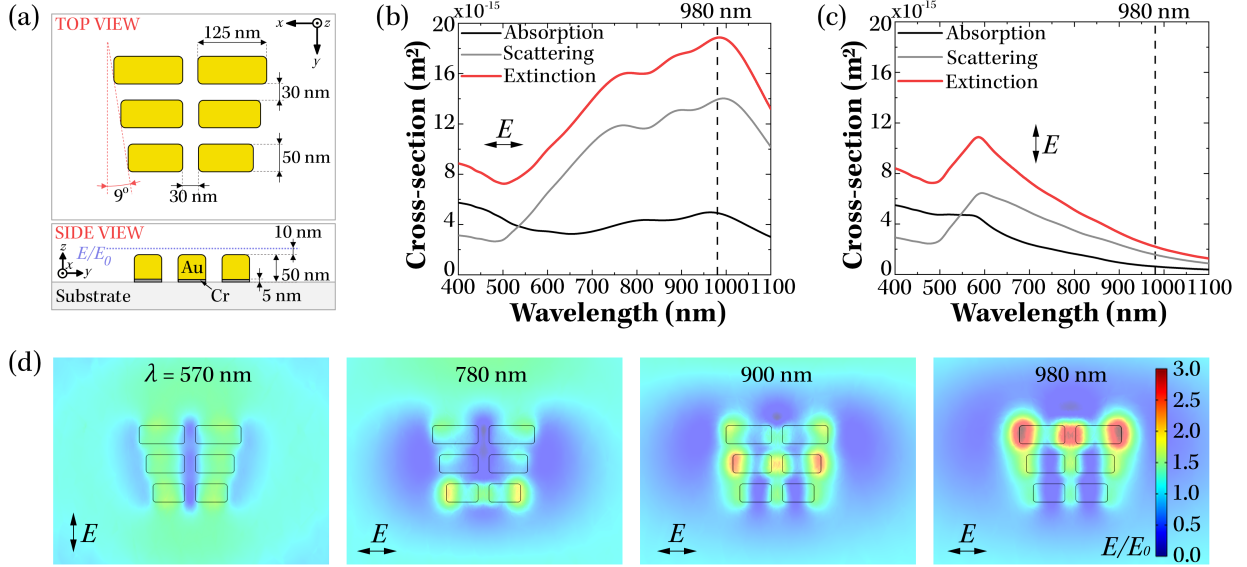 (a)
TOP VIEW
x
z
y
125 nm
30 nm
50 nm
9°
30 nm
SIDE VIEW
z
x
y
E/E0
10 nm
Au
50 nm
Substrate
Cr
5 nm
(b)
x10-15
980 nm
20
16
12
8
4
0
Cross-section (m2)
Absorption
Scattering
Extinction
E
400 500 600 700 800 900 1000 1100
Wavelength (nm)
(c)
x10-15
980 nm
20
16
12
8
4
0
Cross-section (m2)
Absorption
Scattering
Extinction
E
400 500 600 700 800 900 1000 1100
Wavelength (nm)
(d)
λ = 570 nm
E
780 nm
E
900 nm
E
980 nm
E
3.0
2.5
2.0
1.5
1.0
0.5
0.0
E/E0